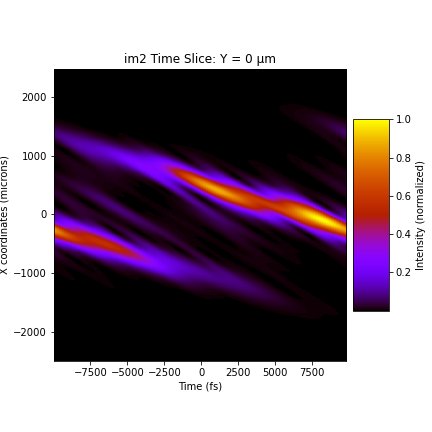 im2 Time Slice: Y = 0 μm
X coordinates (microns)
2000
1000
0
−1000
−2000
−7500 −5000 −2500 0 2500 5000 7500
Time (fs)
1.0
0.8
0.6
0.4
0.2
Intensity (normalized)